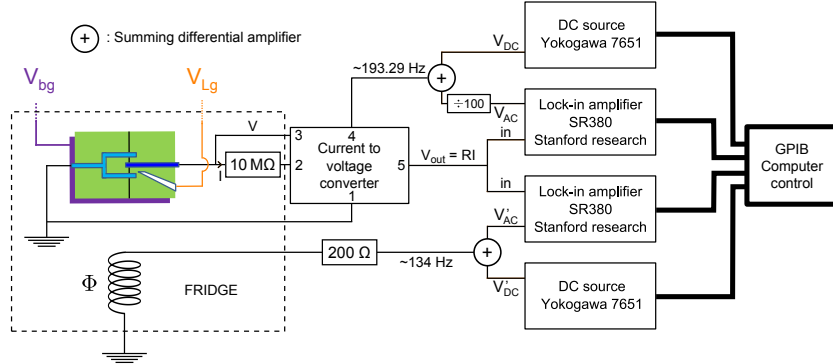 + : Summing differential amplifier
V_bg
V_Lg
~193.29 Hz
V_DC
+
÷100
V_AC
DC source
Yokogawa 7651
Lock-in amplifier
SR380
Stanford research
in
V
I
10 MΩ
3
4
2
1
5
Current to
voltage
converter
V_out = RI
in
Lock-in amplifier
SR380
Stanford research
GPIB
Computer
control
V'_AC
+
V'_DC
200 Ω
~134 Hz
DC source
Yokogawa 7651
Φ
FRIDGE